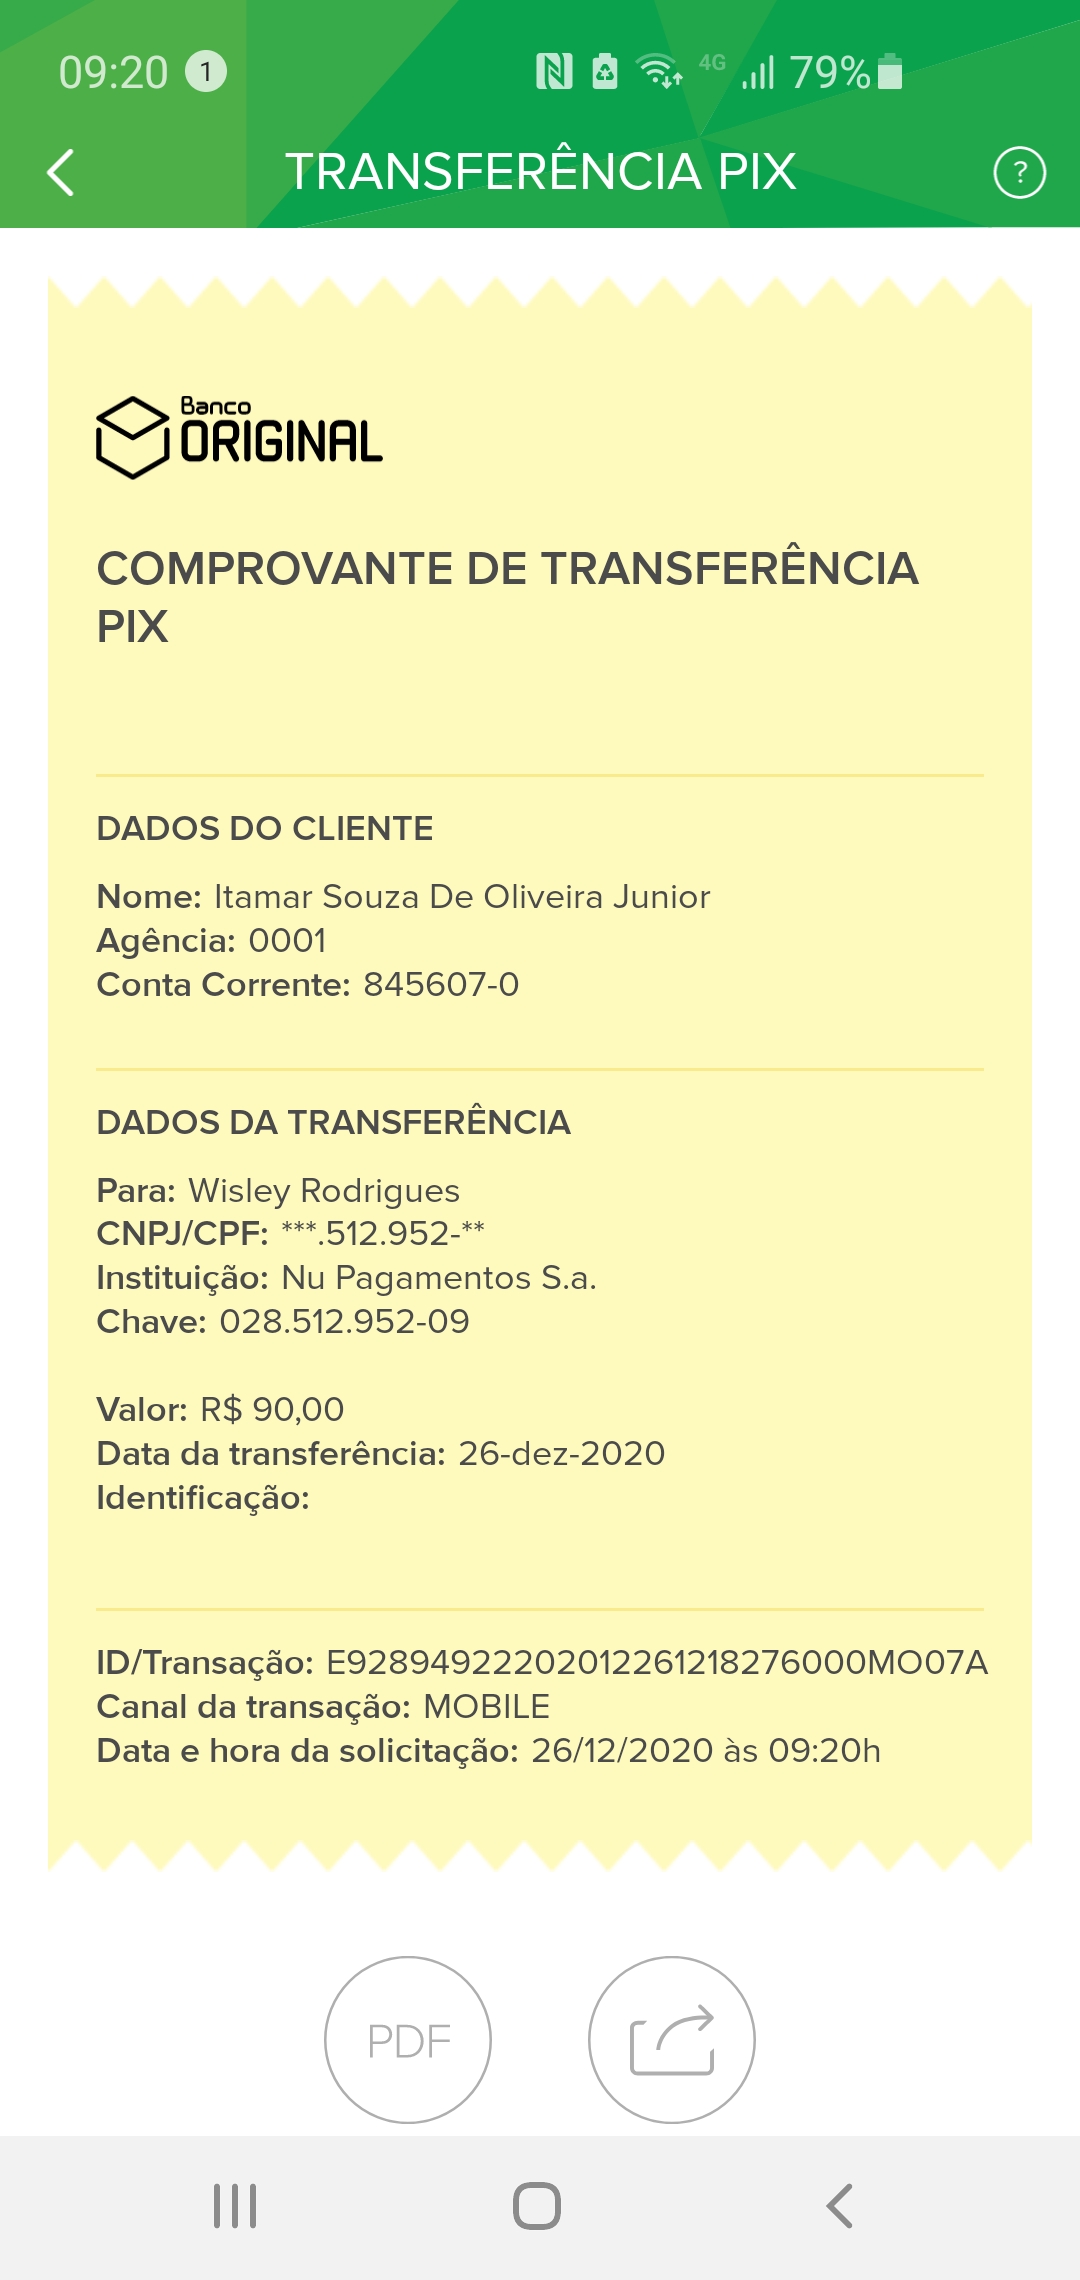 09:20 1 4G 79%
TRANSFERÊNCIA PIX ?
Banco
ORIGINAL
COMPROVANTE DE TRANSFERÊNCIA
PIX
DADOS DO CLIENTE
Nome: Itamar Souza De Oliveira Junior
Agência: 0001
Conta Corrente: 845607-0
DADOS DA TRANSFERÊNCIA
Para: Wisley Rodrigues
CNPJ/CPF: ***.512.952-**
Instituição: Nu Pagamentos S.a.
Chave: 028.512.952-09
Valor: R$ 90,00
Data da transferência: 26-dez-2020
Identificação:
ID/Transação: E92894922202012261218276000MO07A
Canal da transação: MOBILE
Data e hora da solicitação: 26/12/2020 às 09:20h
PDF